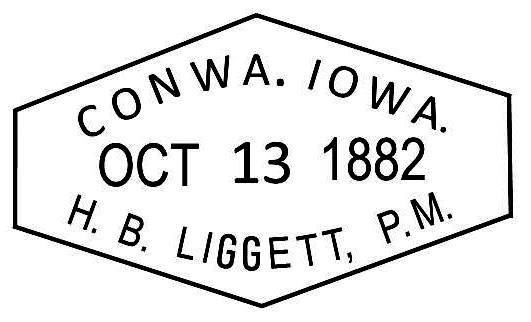 CONWA. IOWA.
OCT 13 1882
H. B. LIGGETT, P.M.